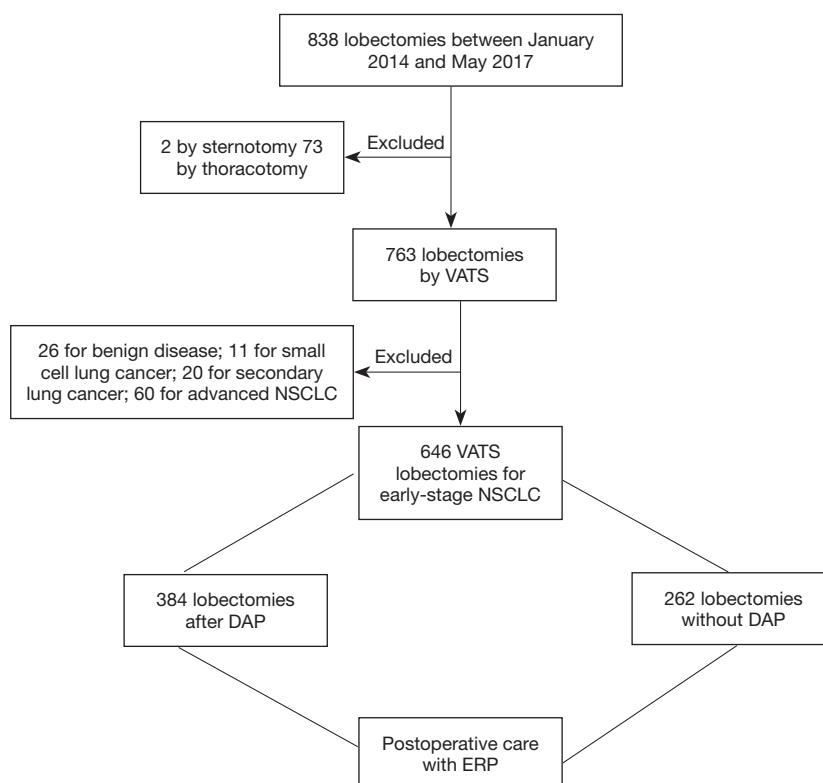 838 lobectomies between January
2014 and May 2017
Excluded
2 by sternotomy 73
by thoracotomy
763 lobectomies
by VATS
Excluded
26 for benign disease; 11 for small
cell lung cancer; 20 for secondary
lung cancer; 60 for advanced NSCLC
646 VATS
lobectomies for
early-stage NSCLC
384 lobectomies
after DAP
262 lobectomies
without DAP
Postoperative care
with ERP